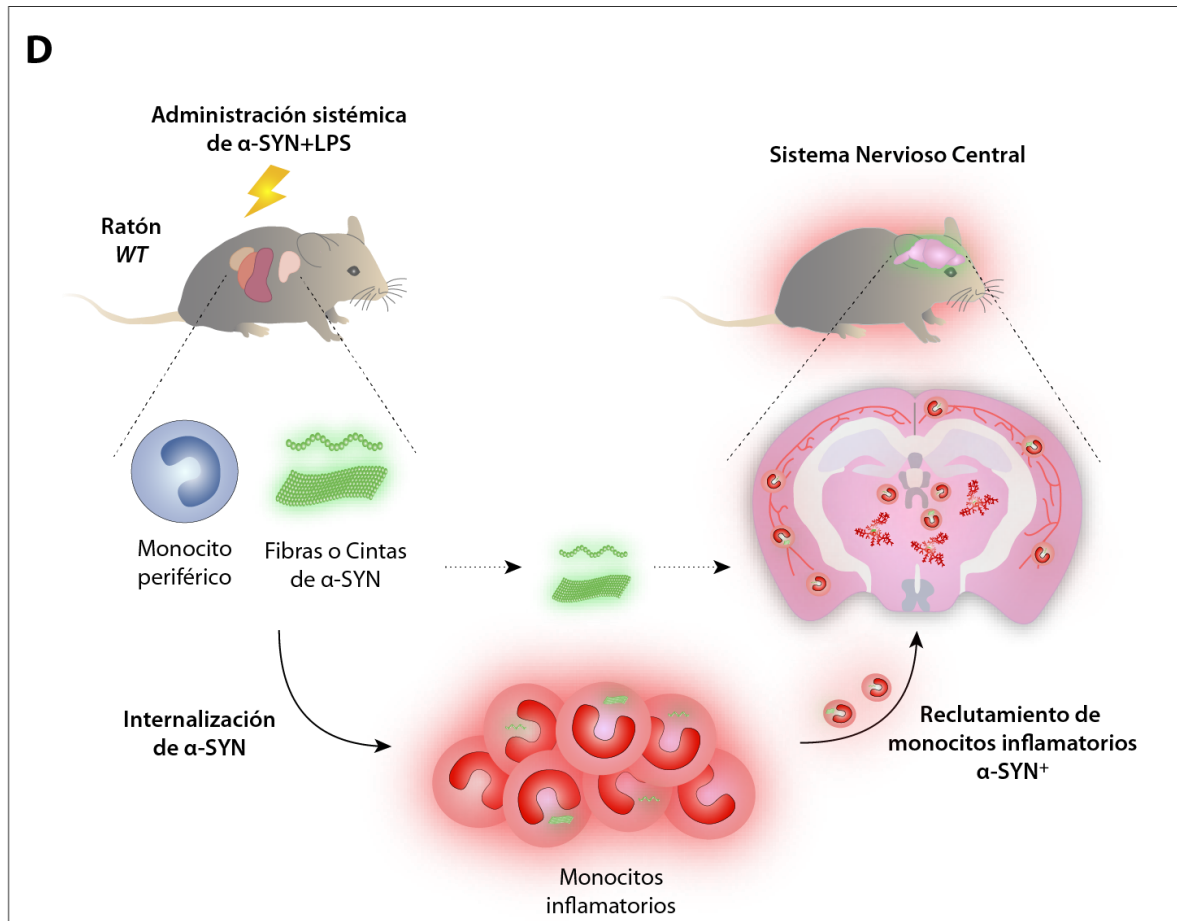 D
Administración sistémica
de α-SYN+LPS
Ratón
WT
Sistema Nervioso Central
Monocito
periférico
Fibras o Cintas
de α-SYN
Internalización
de α-SYN
Reclutamiento de
monocitos inflamatorios
α-SYN⁺
Monocitos
inflamatorios